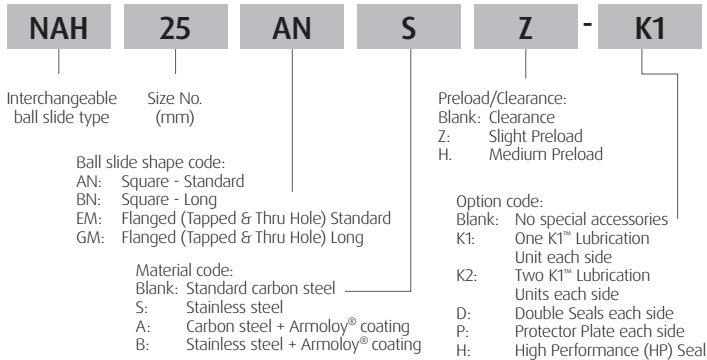 NAH 25 AN S Z - K1
Interchangeable
ball slide type
Size No.
(mm)
Preload/Clearance:
Blank: Clearance
Z: Slight Preload
H. Medium Preload
Ball slide shape code:
AN: Square - Standard
BN: Square - Long
EM: Flanged (Tapped & Thru Hole) Standard
GM: Flanged (Tapped & Thru Hole) Long
Option code:
Blank: No special accessories
K1: One K1™ Lubrication
Unit each side
K2: Two K1™ Lubrication
Units each side
D: Double Seals each side
P: Protector Plate each side
H: High Performance (HP) Seal
Material code:
Blank: Standard carbon steel
S: Stainless steel
A: Carbon steel + Armoloy® coating
B: Stainless steel + Armoloy® coating